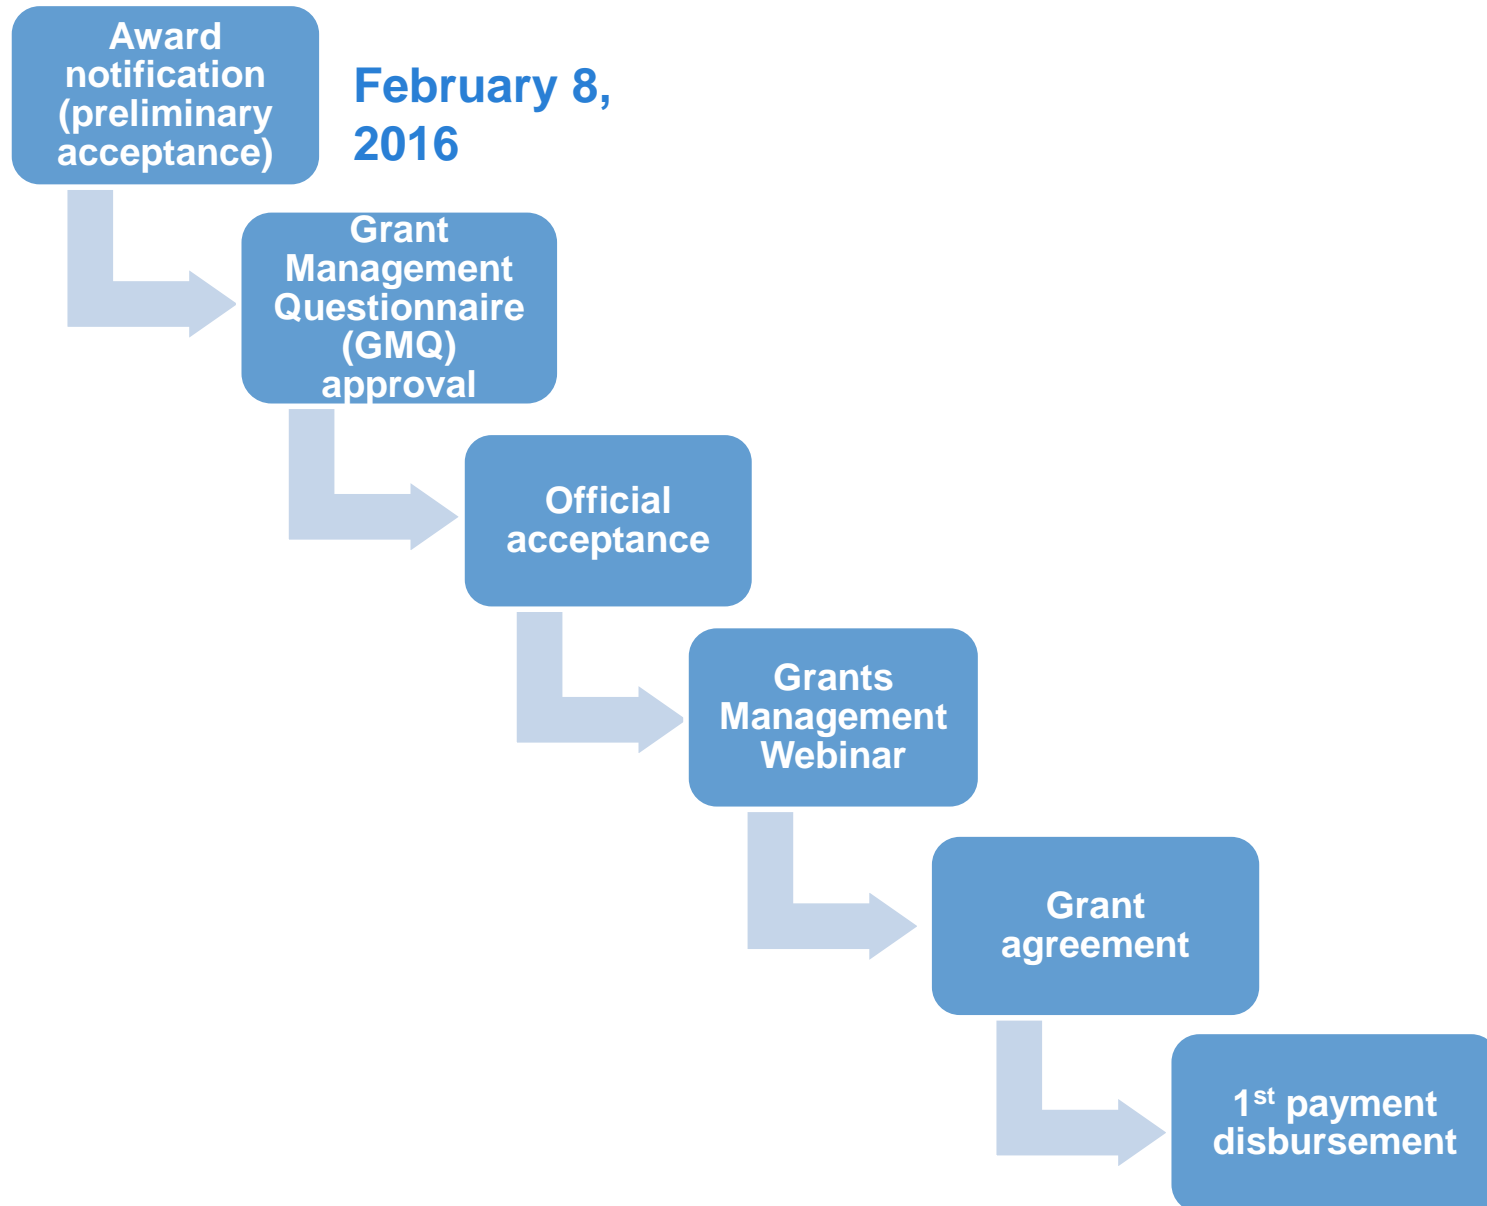 Award
notification
(preliminary
acceptance)
February 8,
2016
Grant
Management
Questionnaire
(GMQ)
approval
Official
acceptance
Grants
Management
Webinar
Grant
agreement
1st payment
disbursement